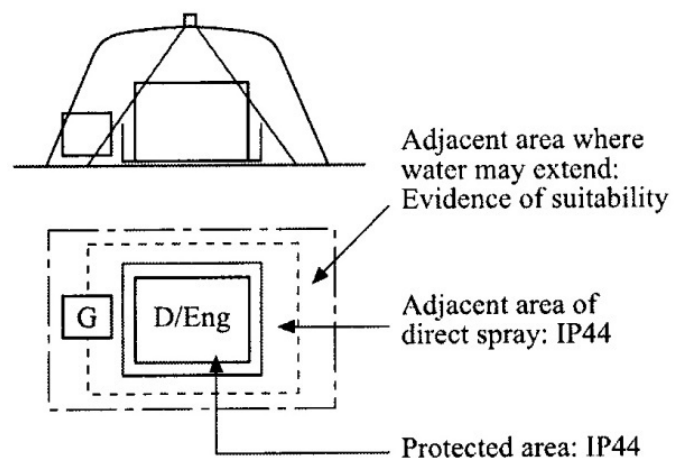 Adjacent area where
water may extend:
Evidence of suitability
G
D/Eng
Adjacent area of
direct spray: IP44
Protected area: IP44